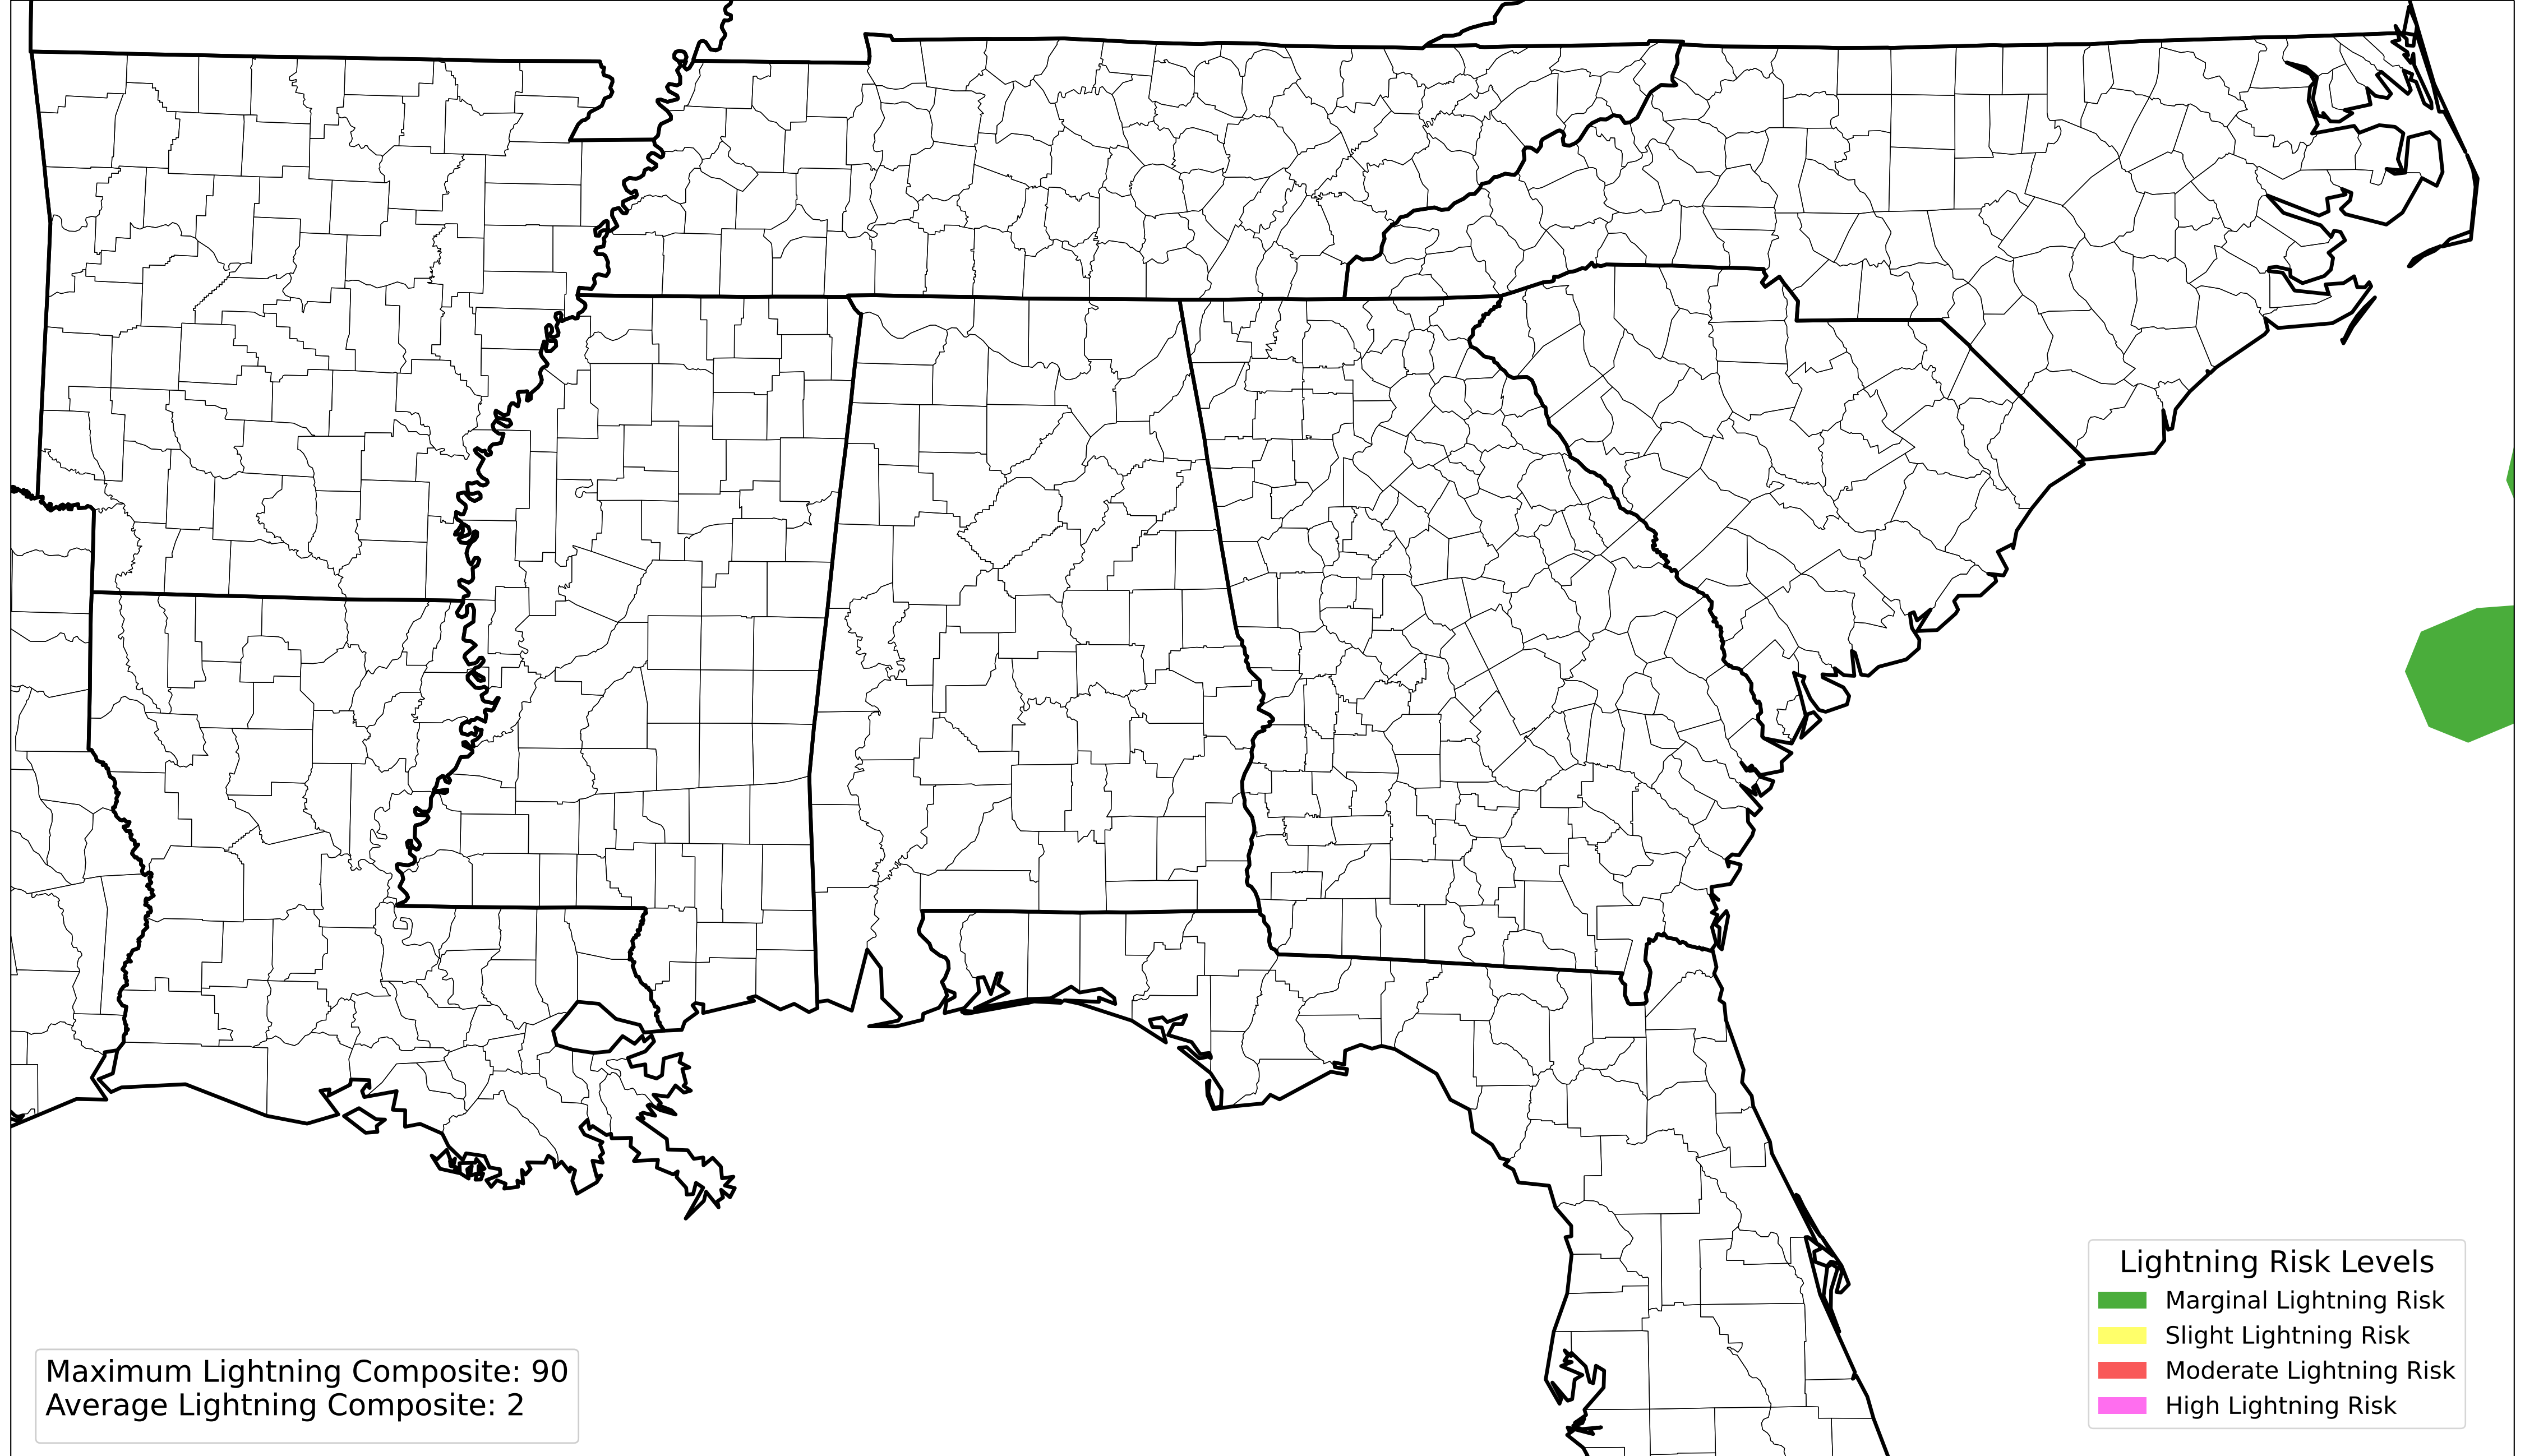 Maximum Lightning Composite: 90
Average Lightning Composite: 2
Lightning Risk Levels
Marginal Lightning Risk
Slight Lightning Risk
Moderate Lightning Risk
High Lightning Risk